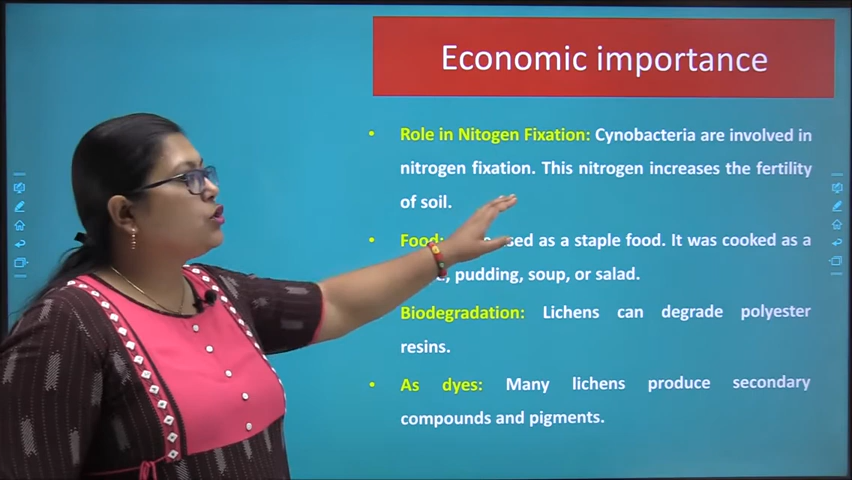 Economic importance
• Role in Nitogen Fixation: Cynobacteria are involved in
nitrogen fixation. This nitrogen increases the fertility
of soil.
• Food: used as a staple food. It was cooked as a
pudding, soup, or salad.
Biodegradation: Lichens can degrade polyester
resins.
• As dyes: Many lichens produce secondary
compounds and pigments.